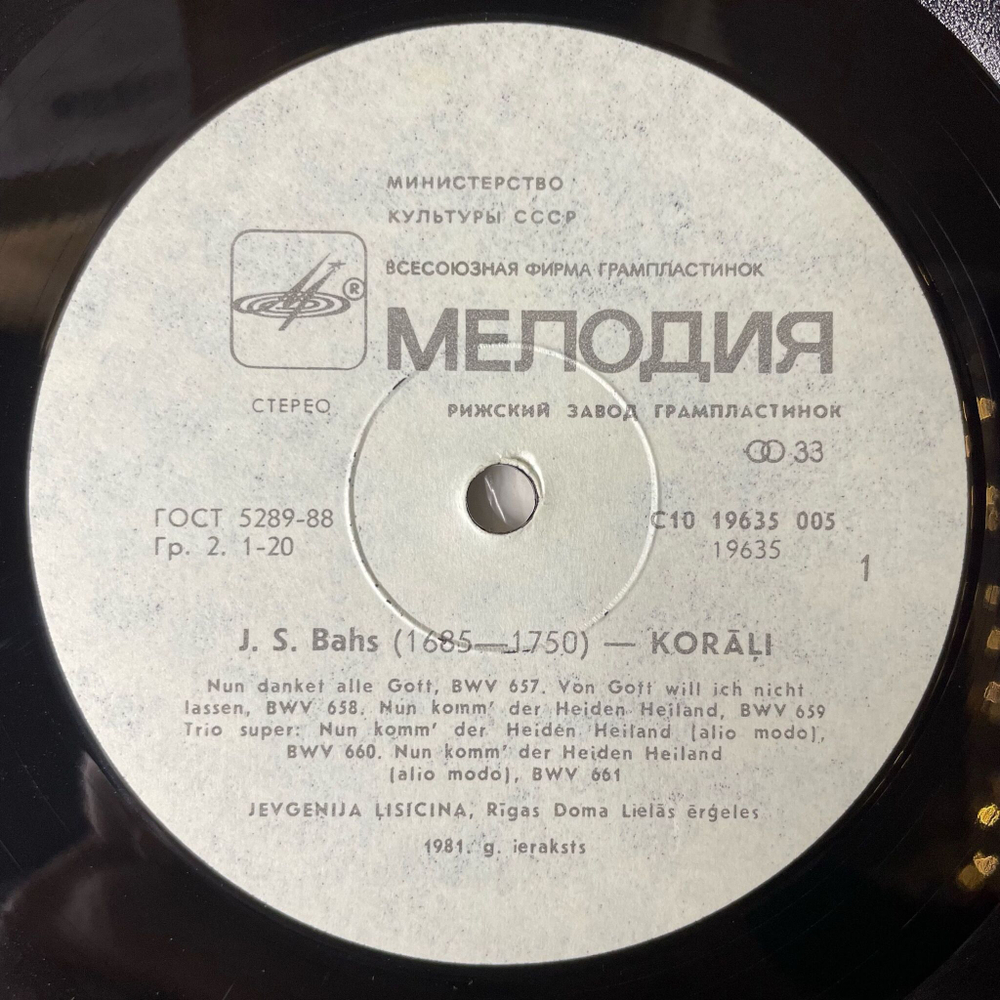 МИНИСТЕРСТВО
КУЛЬТУРЫ СССР
ВСЕСОЮЗНАЯ ФИРМА ГРАМПЛАСТИНОК
®
МЕЛОДИЯ
СТЕРЕО
РИЖСКИЙ ЗАВОД ГРАМПЛАСТИНОК
33
ГОСТ 5289-88
Гр. 2. 1-20
С10 19635 005
19635
1
J. S. Bahs (1685—1750) — KORĀĻI
Nun danket alle Gott, BWV 657. Von Gott will ich nicht
lassen, BWV 658. Nun komm’ der Heiden Heiland, BWV 659
Trio super: Nun komm’ der Heiden Heiland (alio modo),
BWV 660. Nun komm’ der Heiden Heiland
(alio modo), BWV 661
JEVGEŅIJA ĻISICINA, Rīgas Doma Lielās ērģeles
1981. g. ieraksts